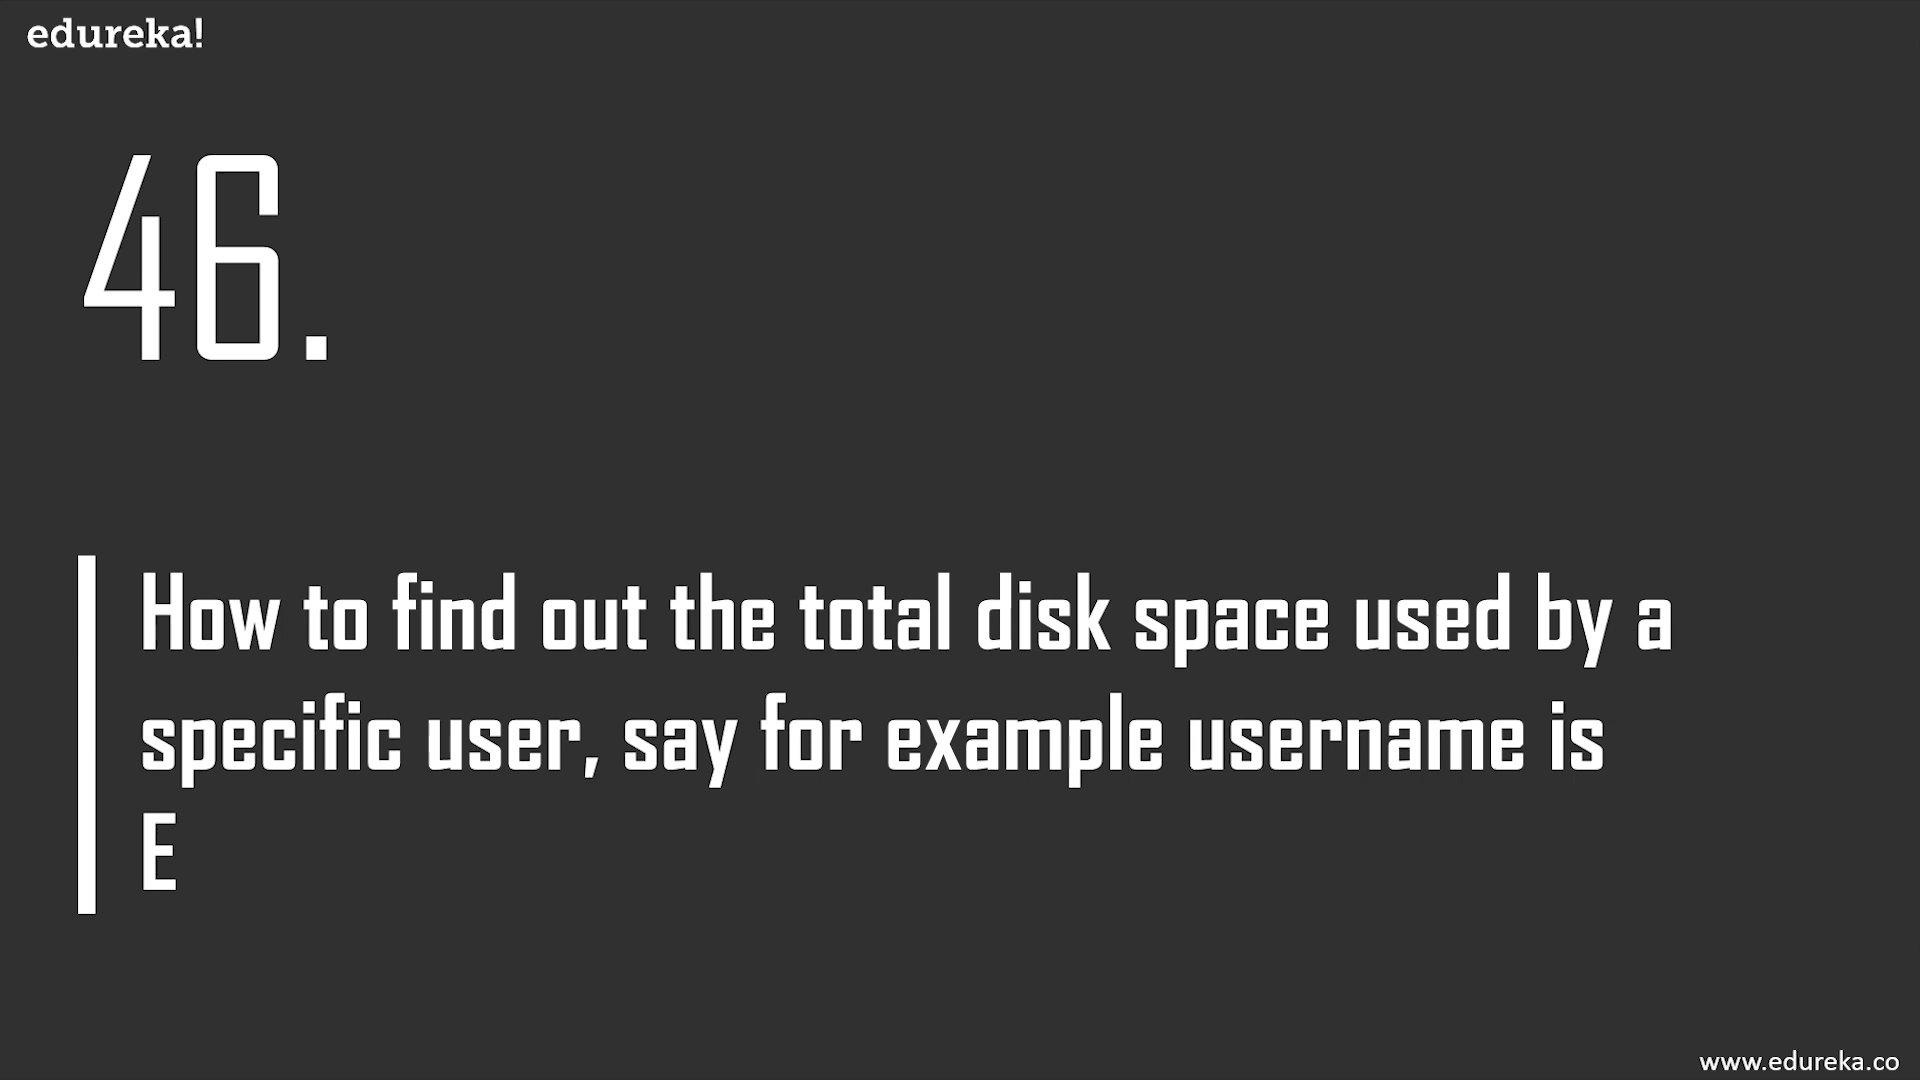 edureka!
46.
How to find out the total disk space used by a
specific user, say for example username is
E
www.edureka.co